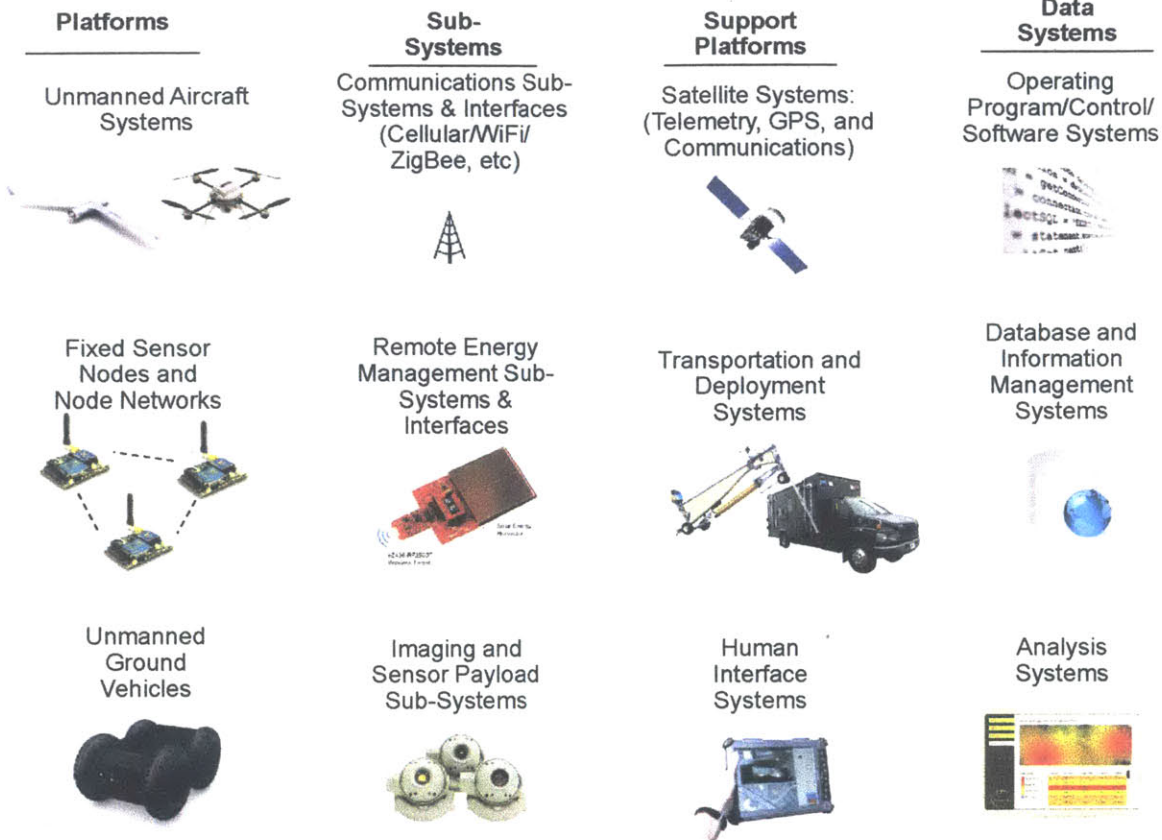 Platforms
Sub-
Systems
Support
Platforms
Data
Systems
Unmanned Aircraft
Systems
Communications Sub-
Systems & Interfaces
(Cellular/WiFi/
ZigBee, etc)
Satellite Systems:
(Telemetry, GPS, and
Communications)
Operating
Program/Control/
Software Systems
Fixed Sensor
Nodes and
Node Networks
Remote Energy
Management Sub-
Systems &
Interfaces
Transportation and
Deployment
Systems
Database and
Information
Management
Systems
Unmanned
Ground
Vehicles
Imaging and
Sensor Payload
Sub-Systems
Human
Interface
Systems
Analysis
Systems